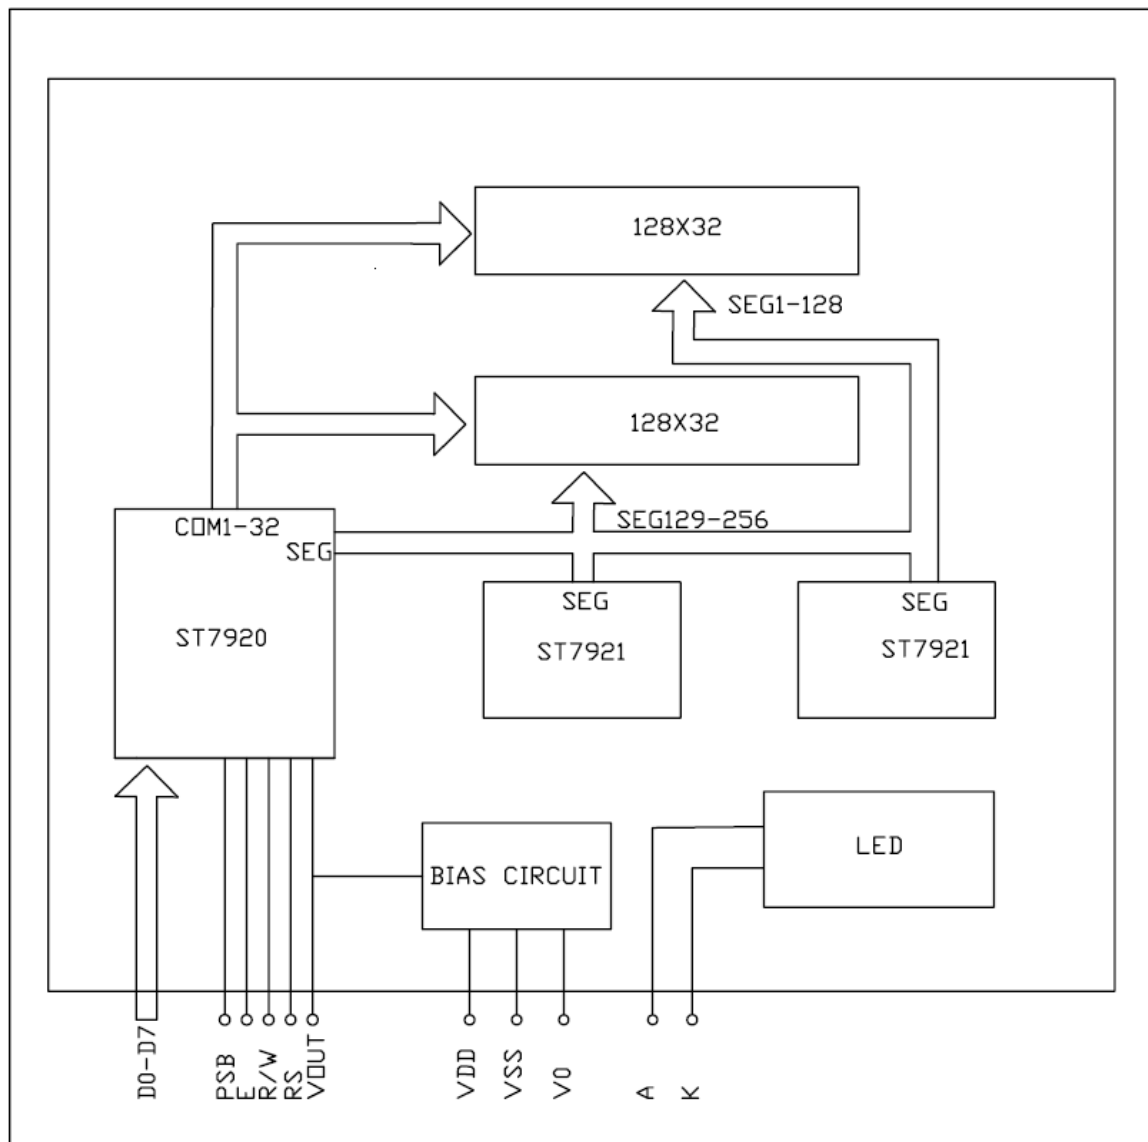 128X32
SEG1-128
128X32
SEG129-256
COM1-32
SEG
ST7920
SEG
ST7921
SEG
ST7921
BIAS CIRCUIT
LED
D0-D7
PSB
E
R/W
RS
VOUT
VDD
VSS
V0
A
K